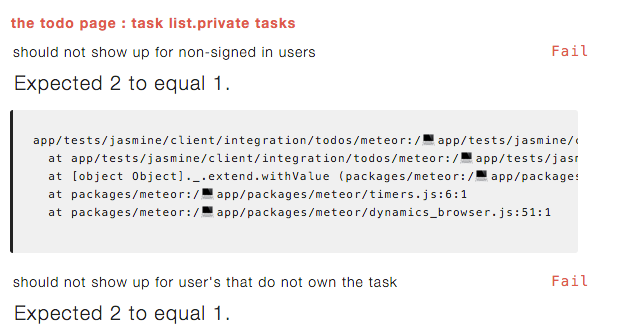 the todo page : task list.private tasks
should not show up for non-signed in users Fail
Expected 2 to equal 1.
app/tests/jasmine/client/integration/todos/meteor:/💻app/tests/jasmine/c
at app/tests/jasmine/client/integration/todos/meteor:/💻app/tests/jasm
at [object Object]._.extend.withValue (packages/meteor:/💻app/packages
at packages/meteor:/💻app/packages/meteor/timers.js:6:1
at packages/meteor:/💻app/packages/meteor/dynamics_browser.js:51:1
should not show up for user's that do not own the task Fail
Expected 2 to equal 1.